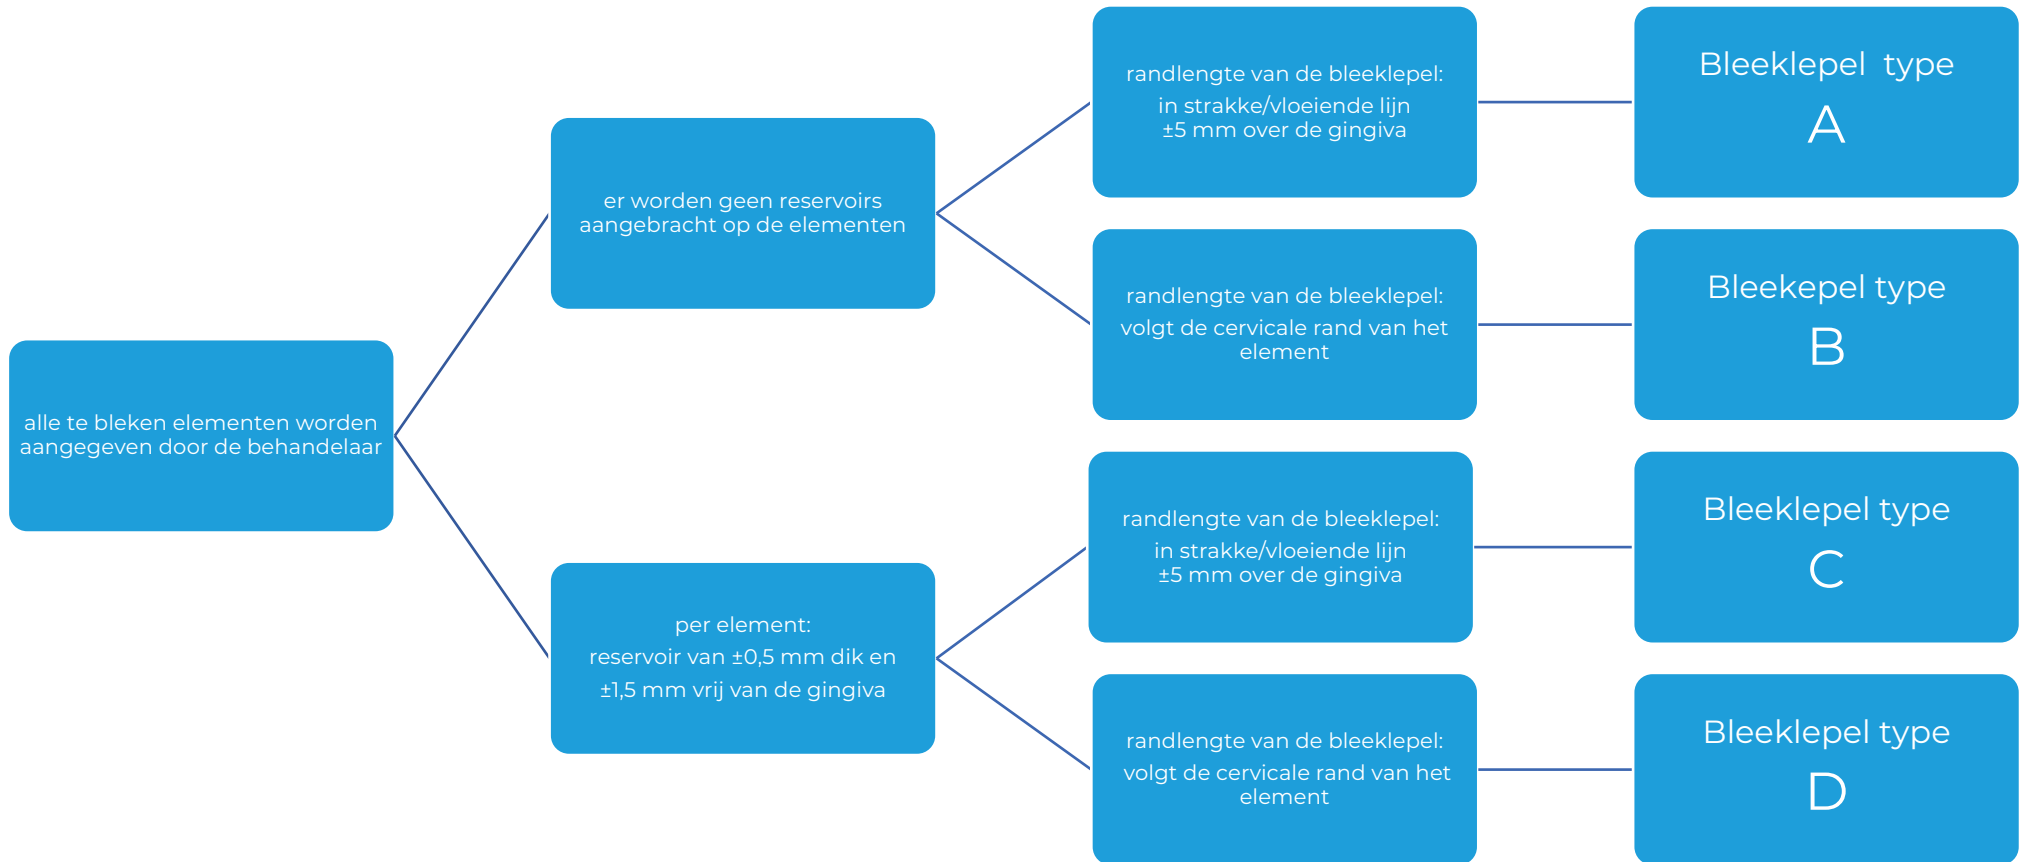 alle te bleken elementen worden
aangegeven door de behandelaar
er worden geen reservoirs
aangebracht op de elementen
randlengte van de bleeklepel:
in strakke/vloeiende lijn
±5 mm over de gingiva
Bleeklepel type
A
randlengte van de bleeklepel:
volgt de cervicale rand van het
element
Bleekepel type
B
per element:
reservoir van ±0,5 mm dik en
±1,5 mm vrij van de gingiva
randlengte van de bleeklepel:
in strakke/vloeiende lijn
±5 mm over de gingiva
Bleeklepel type
C
randlengte van de bleeklepel:
volgt de cervicale rand van het
element
Bleeklepel type
D